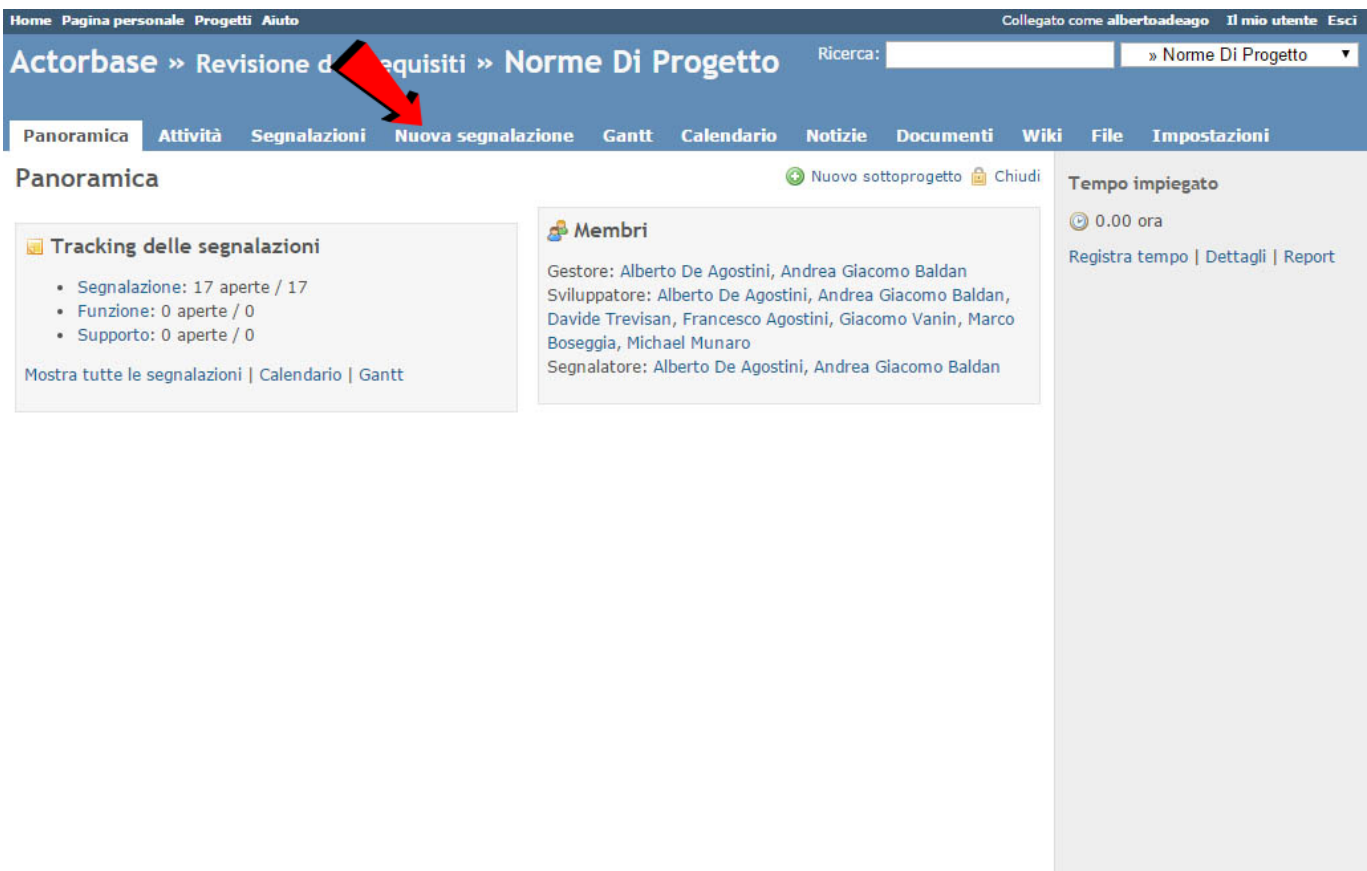 Home Pagina personale Progetti Aiuto Collegato come albertoadeago Il mio utente Esci
Actorbase » Revisione d equisiti » Norme Di Progetto Ricerca: » Norme Di Progetto
Panoramica Attività Segnalazioni Nuova segnalazione Gantt Calendario Notizie Documenti Wiki File Impostazioni
Panoramica
Nuovo sottoprogetto Chiudi
Tracking delle segnalazioni
• Segnalazione: 17 aperte / 17
• Funzione: 0 aperte / 0
• Supporto: 0 aperte / 0
Mostra tutte le segnalazioni | Calendario | Gantt
Membri
Gestore: Alberto De Agostini, Andrea Giacomo Baldan
Sviluppatore: Alberto De Agostini, Andrea Giacomo Baldan,
Davide Trevisan, Francesco Agostini, Giacomo Vanin, Marco
Boseggia, Michael Munaro
Segnalatore: Alberto De Agostini, Andrea Giacomo Baldan
Tempo impiegato
0.00 ora
Registra tempo | Dettagli | Report